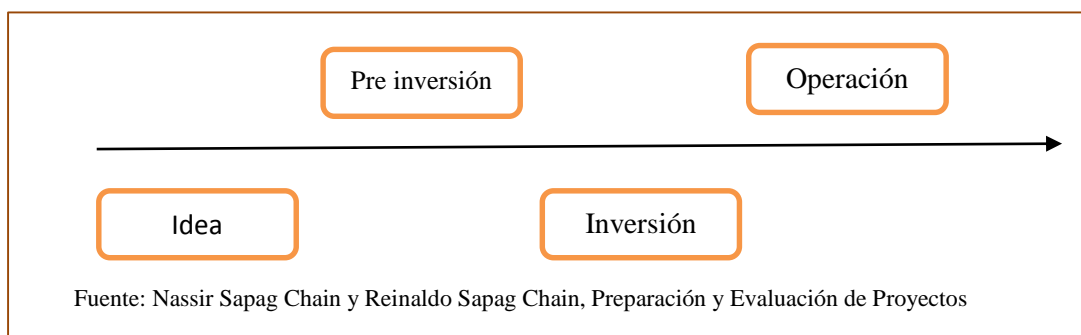 Pre inversión
Operación
Idea
Inversión
Fuente: Nassir Sapag Chain y Reinaldo Sapag Chain, Preparación y Evaluación de Proyectos